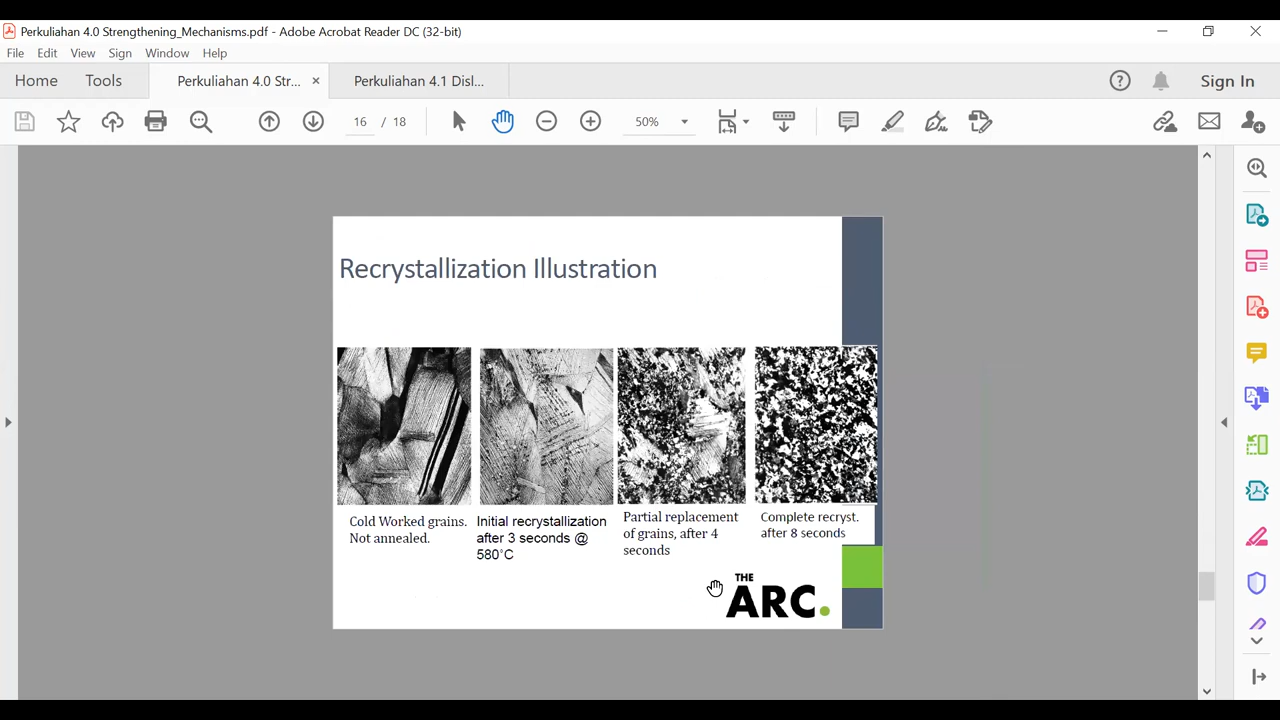 Perkuliahan 4.0 Strengthening_Mechanisms.pdf - Adobe Acrobat Reader DC (32-bit)
File Edit View Sign Window Help
Home Tools Perkuliahan 4.0 Str... × Perkuliahan 4.1 Disl... Sign In
16 / 18 50%
Recrystallization Illustration
Cold Worked grains.
Not annealed.
Initial recrystallization
after 3 seconds @
580°C
Partial replacement
of grains, after 4
seconds
Complete recryst.
after 8 seconds
THE
ARC.